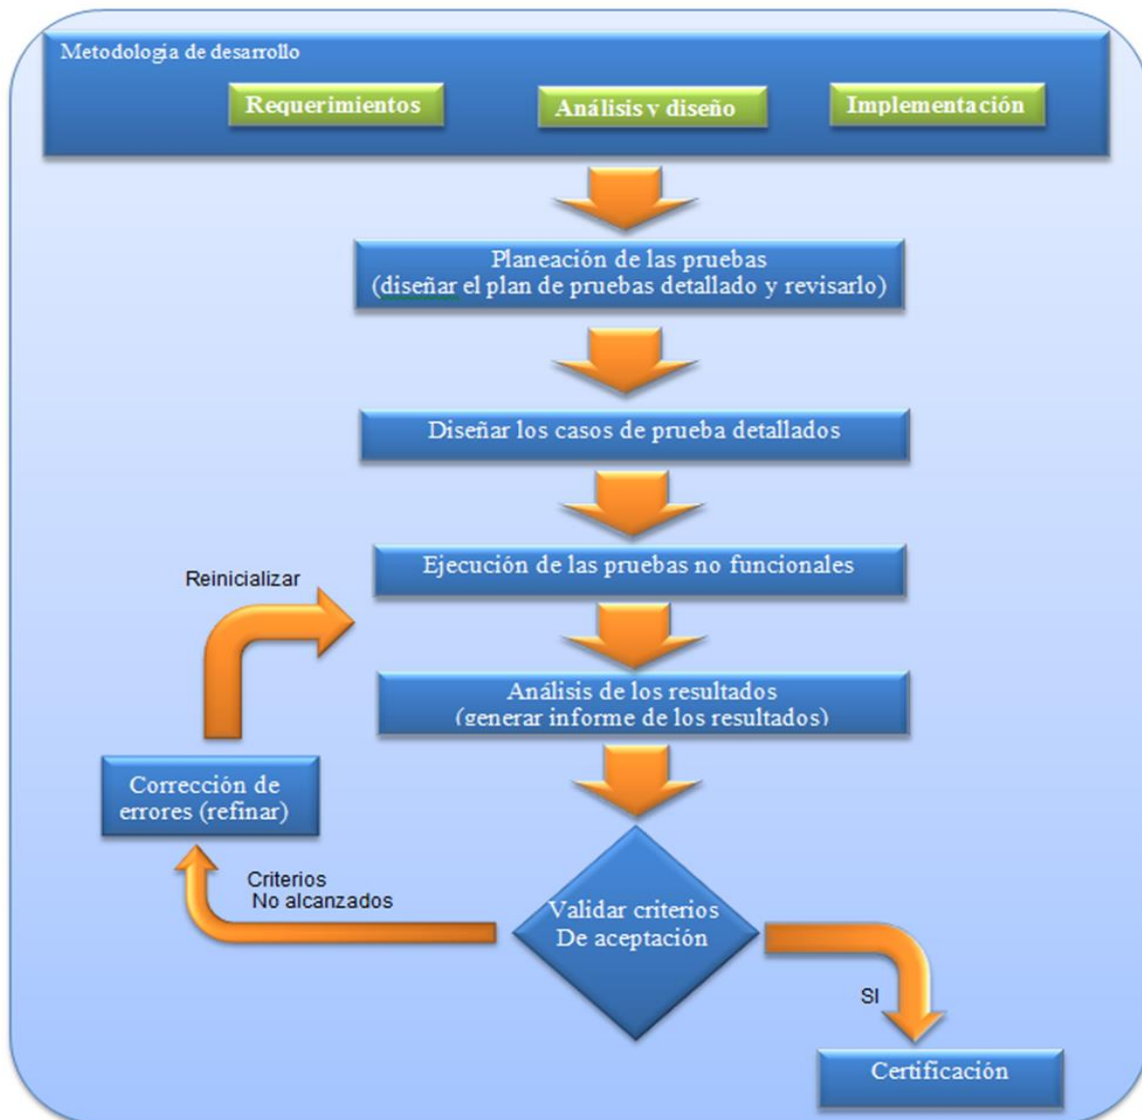 Metodología de desarrollo
Requerimientos
Análisis y diseño
Implementación
Planeación de las pruebas
(diseñar el plan de pruebas detallado y revisarlo)
Diseñar los casos de prueba detallados
Ejecución de las pruebas no funcionales
Reinicializar
Análisis de los resultados
(generar informe de los resultados)
Corrección de
errores (refinar)
Criterios
No alcanzados
Validar criterios
De aceptación
SI
Certificación